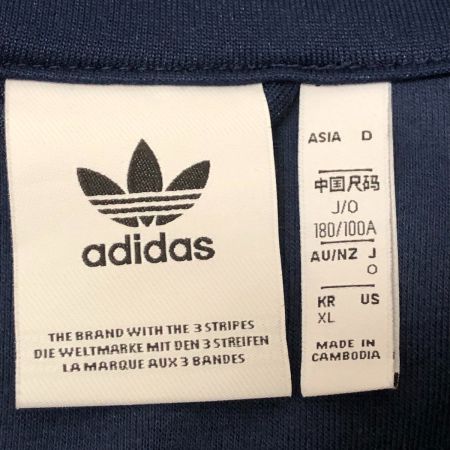 adidas
THE BRAND WITH THE 3 STRIPES
DIE WELTMARKE MIT DEN 3 STREIFEN
LA MARQUE AUX 3 BANDES
ASIA D
中国尺码
J/O
180/100A
AU/NZ J
O
KR US
XL
MADE IN
CAMBODIA